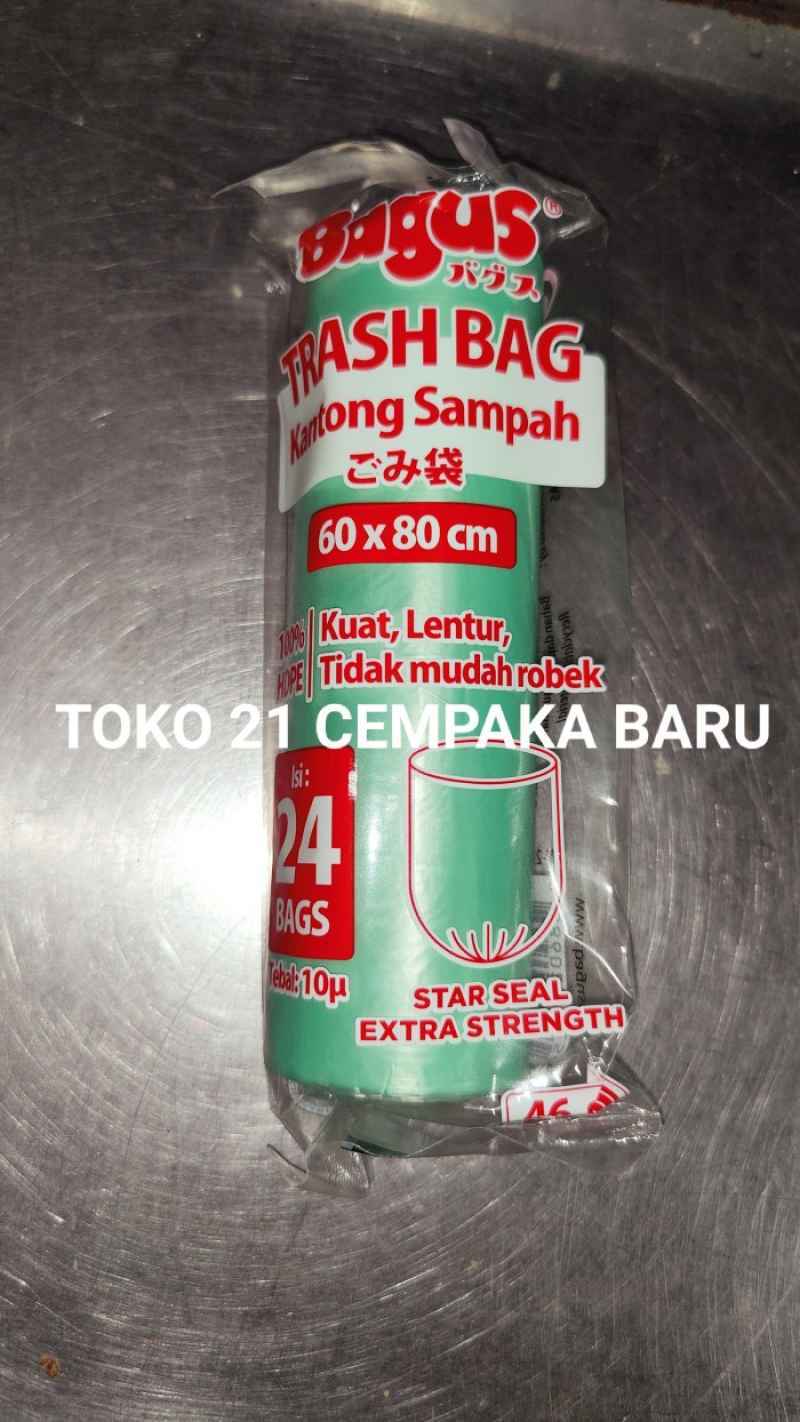 Bagus®
バグース
TRASH BAG
Kantong Sampah
ごみ袋
60 x 80 cm
100%
HDPE
Kuat, Lentur,
Tidak mudah robek
TOKO 21 CEMPAKA BARU
Isi :
24
BAGS
Tebal: 10µ
STAR SEAL
EXTRA STRENGTH
46